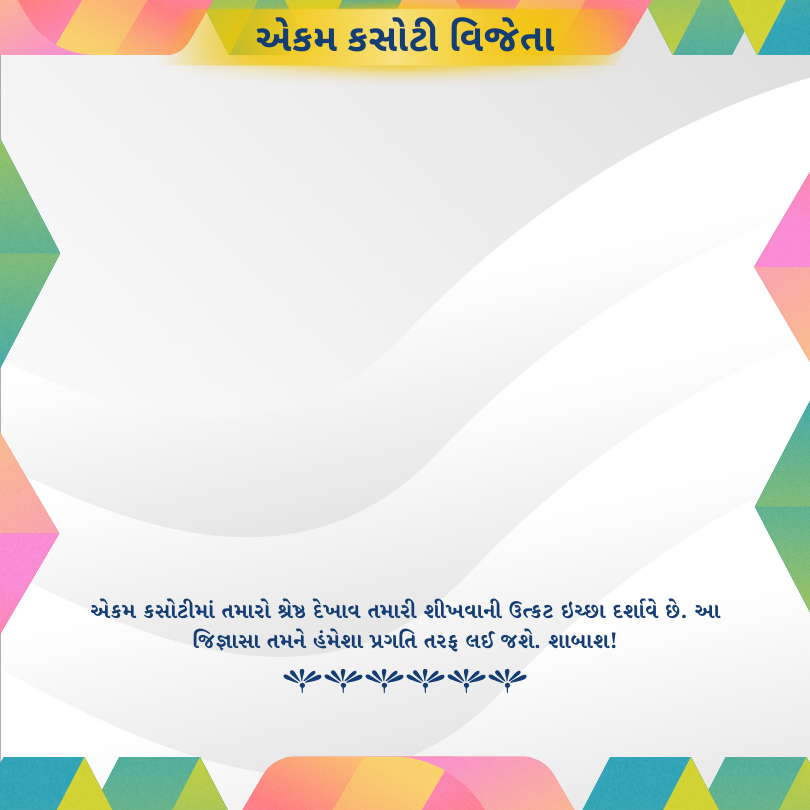 એકમ કસોટી વિજેતા
એકમ કસોટીમાં તમારો શ્રેષ્ઠ દેખાવ તમારી શીખવાની ઉત્કટ ઇચ્છા દર્શાવે છે. આ
જિજ્ઞાસા તમને હંમેશા પ્રગતિ તરફ લઈ જશે. શાબાશ!